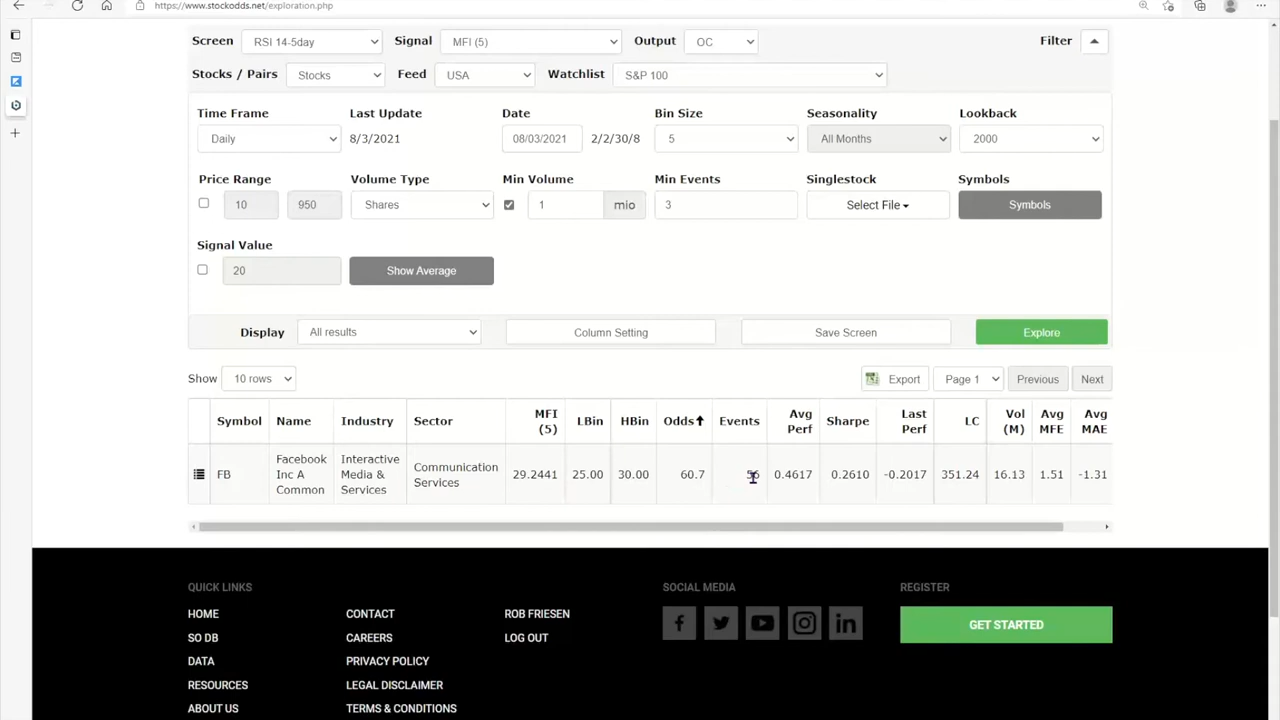 https://www.stockodds.net/exploration.php
Screen RSI 14-5day Signal MFI (5) Output OC Filter
Stocks / Pairs Stocks Feed USA Watchlist S&P 100
Time Frame Last Update Date Bin Size Seasonality Lookback
Daily 8/3/2021 08/03/2021 2/2/30/8 5 All Months 2000
Price Range Volume Type Min Volume Min Events Singlestock Symbols
10 950 Shares 1 mio 3 Select File Symbols
Signal Value
20 Show Average
Display All results Column Setting Save Screen Explore
Show 10 rows Export Page 1 Previous Next
Symbol Name Industry Sector MFI (5) LBin HBin Odds Events Avg Perf Sharpe Last Perf LC Vol (M) Avg MFE Avg MAE
FB Facebook Inc A Common Interactive Media & Services Communication Services 29.2441 25.00 30.00 60.7 56 0.4617 0.2610 -0.2017 351.24 16.13 1.51 -1.31
QUICK LINKS SOCIAL MEDIA REGISTER
HOME CONTACT ROB FRIESEN GET STARTED
SO DB CAREERS LOG OUT
DATA PRIVACY POLICY
RESOURCES LEGAL DISCLAIMER
ABOUT US TERMS & CONDITIONS